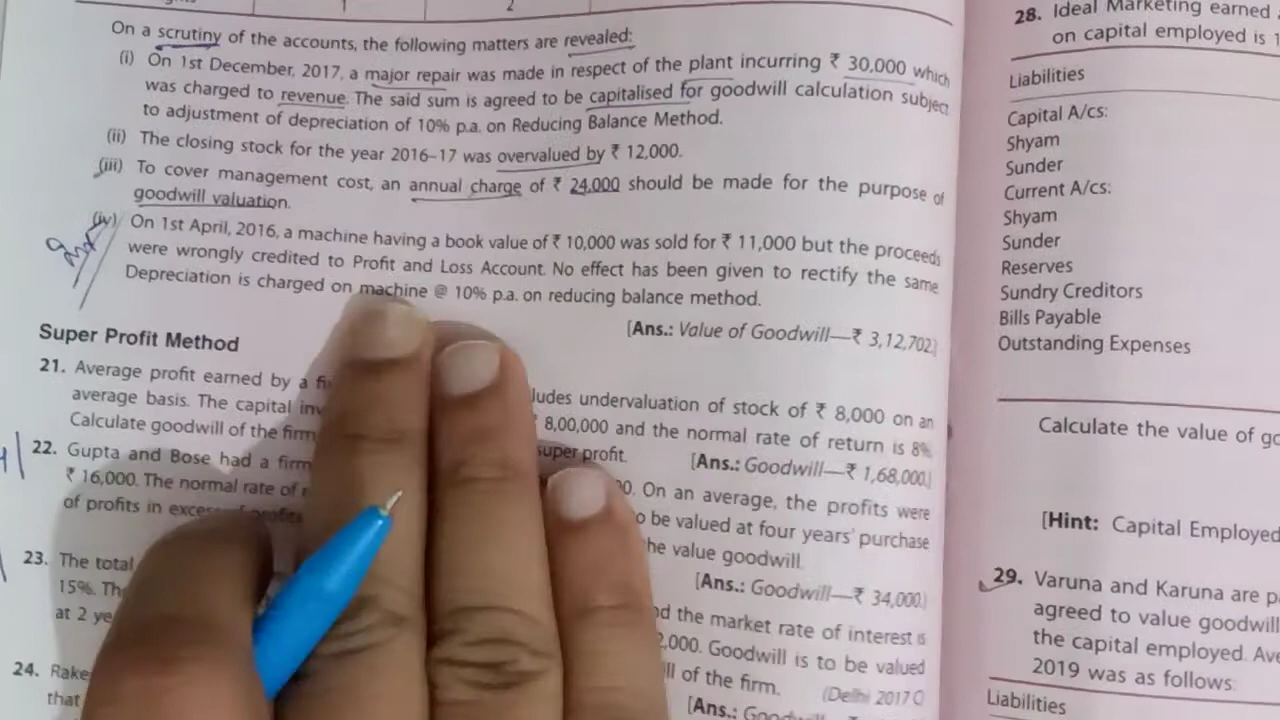 1 2
On a scrutiny of the accounts, the following matters are revealed:
(i) On 1st December, 2017, a major repair was made in respect of the plant incurring ₹ 30,000 which
was charged to revenue. The said sum is agreed to be capitalised for goodwill calculation subject
to adjustment of depreciation of 10% p.a. on Reducing Balance Method.
(ii) The closing stock for the year 2016–17 was overvalued by ₹ 12,000.
(iii) To cover management cost, an annual charge of ₹ 24,000 should be made for the purpose of
goodwill valuation.
(iv) On 1st April, 2016, a machine having a book value of ₹ 10,000 was sold for ₹ 11,000 but the proceeds
were wrongly credited to Profit and Loss Account. No effect has been given to rectify the same
Depreciation is charged on machine @ 10% p.a. on reducing balance method.
[Ans.: Value of Goodwill—₹ 3,12,702]
Super Profit Method
21. Average profit earned by a ludes undervaluation of stock of ₹ 8,000 on an
average basis. The capital 8,00,000 and the normal rate of return is 8%
Calculate goodwill of the firm super profit. [Ans.: Goodwill—₹ 1,68,000.]
22. Gupta and Bose had a firm On an average, the profits were
₹ 16,000. The normal rate of o be valued at four years' purchase
of profits in excess he value goodwill.
[Ans.: Goodwill—₹ 34,000.]
23. The total nd the market rate of interest is
15%. 2,000. Goodwill is to be valued
at 2 of the firm. (Delhi 2017 C)
24. [Ans.:
that
28. Ideal Marketing earned
on capital employed is
Liabilities
Capital A/cs:
Shyam
Sunder
Current A/cs:
Shyam
Sunder
Reserves
Sundry Creditors
Bills Payable
Outstanding Expenses
Calculate the value of
[Hint: Capital Employed
29. Varuna and Karuna are
agreed to value goodwill
the capital employed.
2019 was as follows:
Liabilities